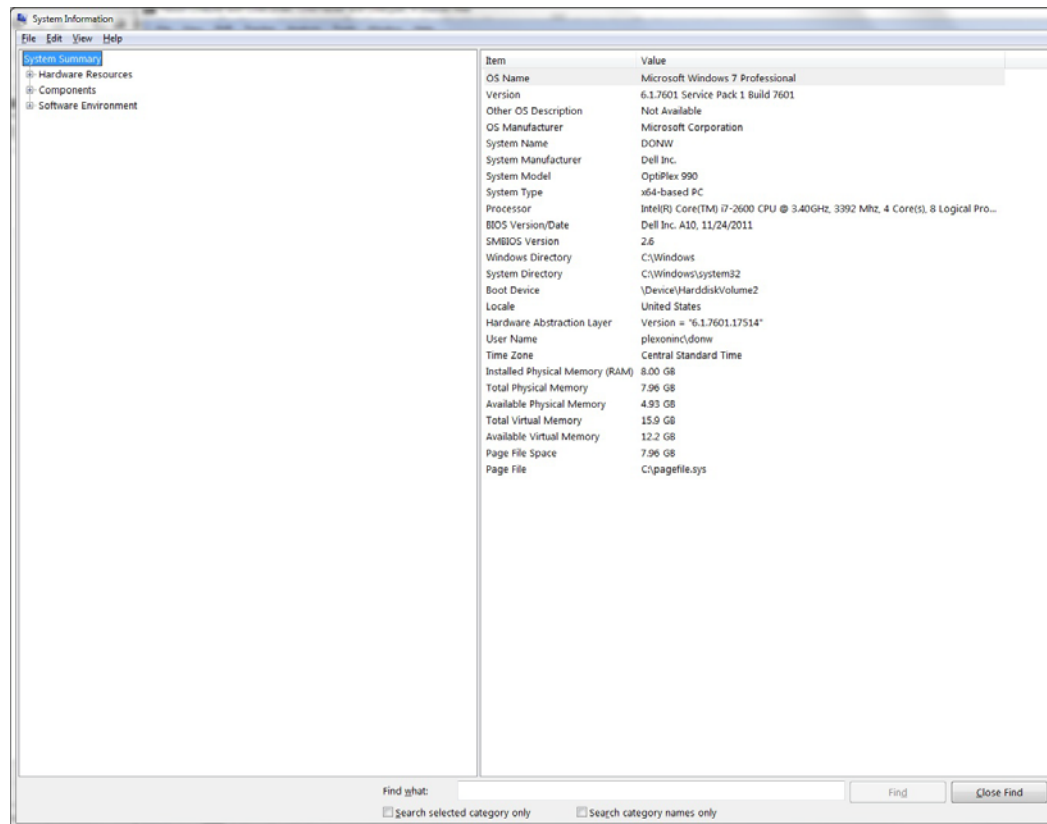 System Information
File Edit View Help
System Summary
Hardware Resources
Components
Software Environment
Item Value
OS Name Microsoft Windows 7 Professional
Version 6.1.7601 Service Pack 1 Build 7601
Other OS Description Not Available
OS Manufacturer Microsoft Corporation
System Name DONW
System Manufacturer Dell Inc.
System Model OptiPlex 990
System Type x64-based PC
Processor Intel(R) Core(TM) i7-2600 CPU @ 3.40GHz, 3392 Mhz, 4 Core(s), 8 Logical Pro...
BIOS Version/Date Dell Inc. A10, 11/24/2011
SMBIOS Version 2.6
Windows Directory C:\Windows
System Directory C:\Windows\system32
Boot Device \Device\HarddiskVolume2
Locale United States
Hardware Abstraction Layer Version = "6.1.7601.17514"
User Name plexoninc\donw
Time Zone Central Standard Time
Installed Physical Memory (RAM) 8.00 GB
Total Physical Memory 7.96 GB
Available Physical Memory 4.93 GB
Total Virtual Memory 15.9 GB
Available Virtual Memory 12.2 GB
Page File Space 7.96 GB
Page File C:\pagefile.sys
Find what: Find Close Find
Search selected category only Search category names only